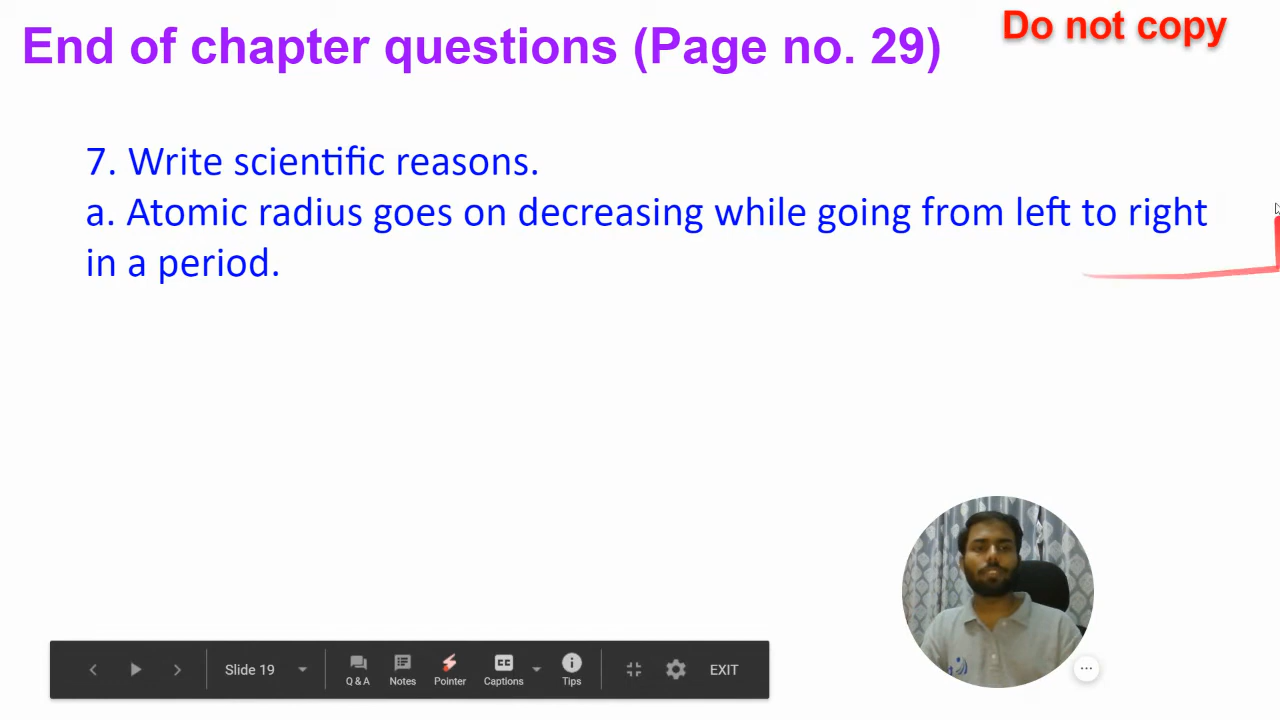 End of chapter questions (Page no. 29)
Do not copy
7. Write scientific reasons.
a. Atomic radius goes on decreasing while going from left to right
in a period.
Slide 19
Q & A
Notes
Pointer
CC
Captions
Tips
EXIT